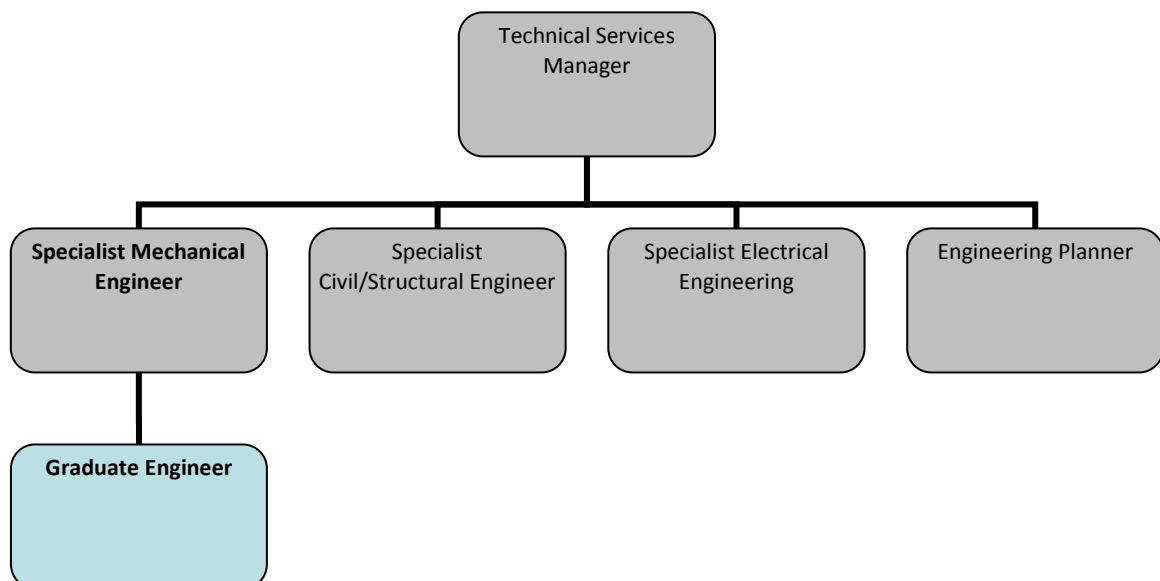 Technical Services
Manager
Specialist Mechanical
Engineer
Specialist
Civil/Structural Engineer
Specialist Electrical
Engineering
Engineering Planner
Graduate Engineer